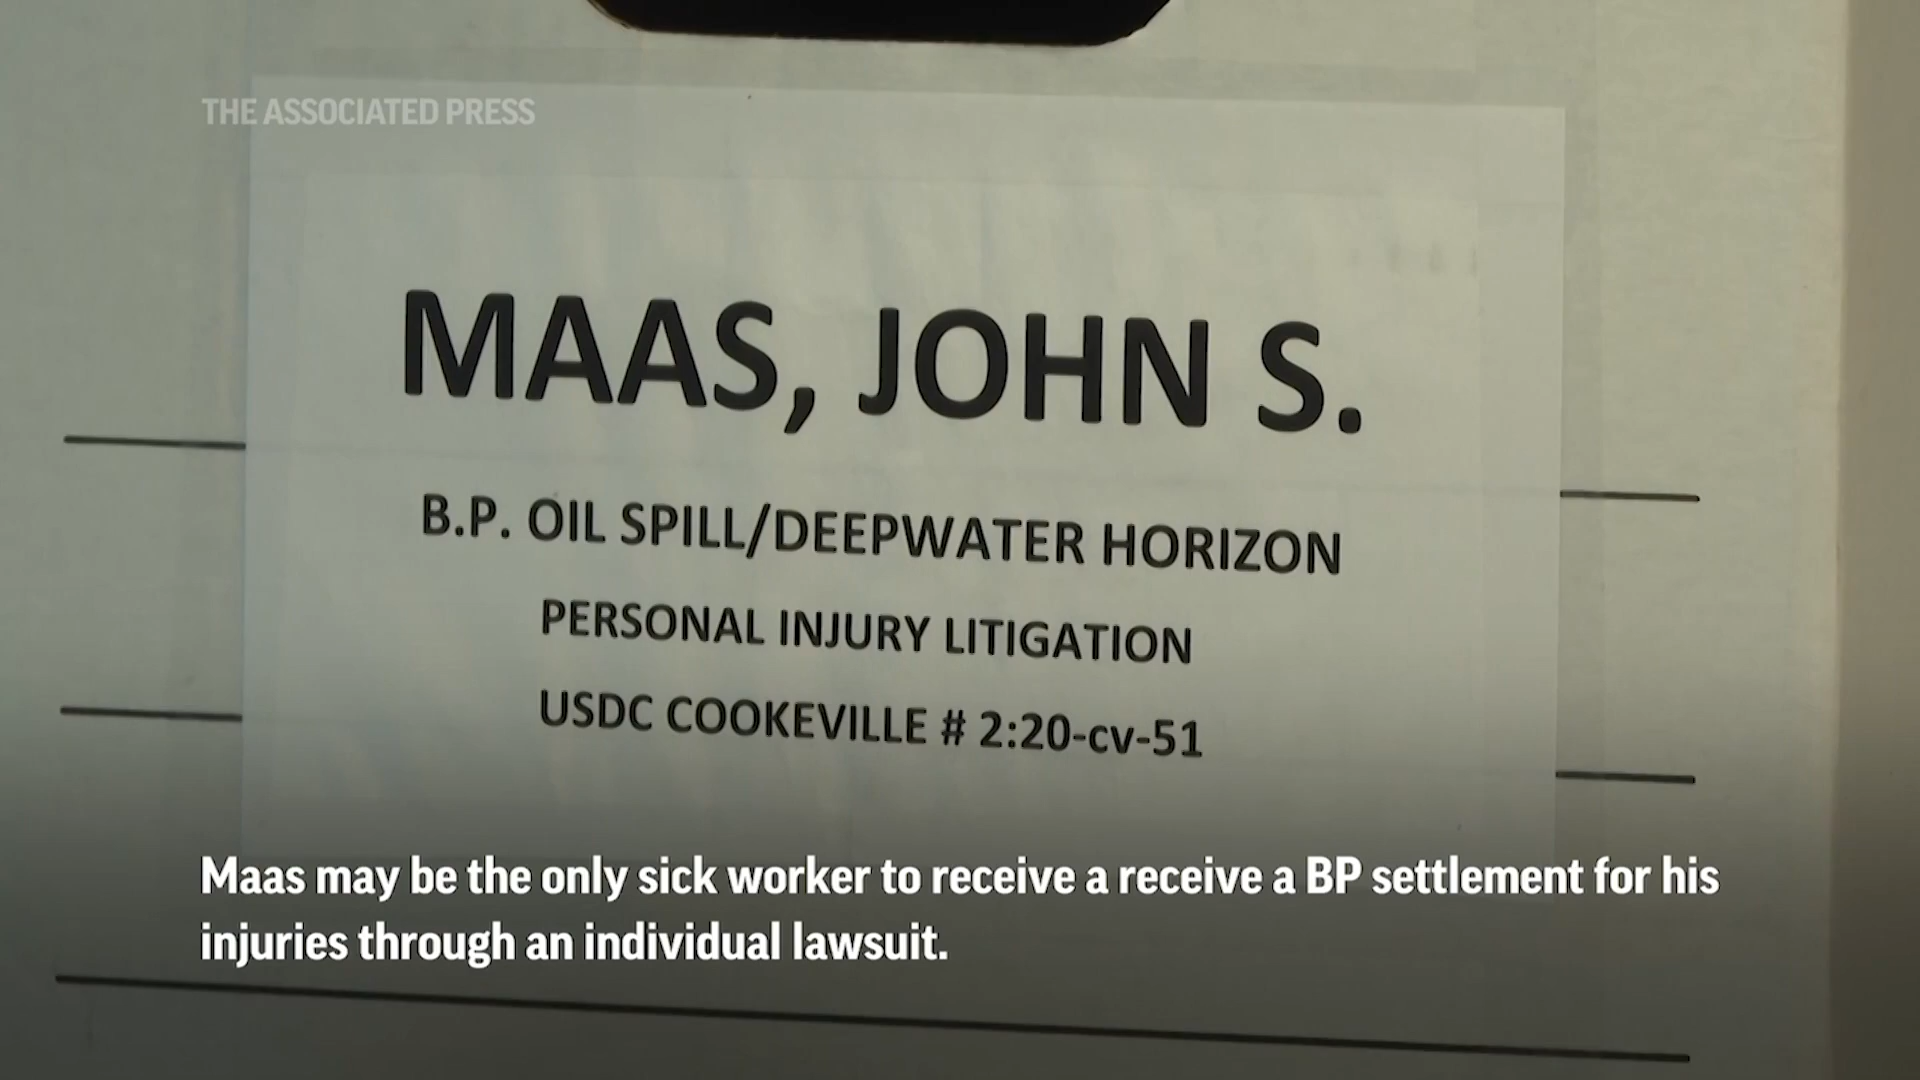 THE ASSOCIATED PRESS
MAAS, JOHN S.
B.P. OIL SPILL/DEEPWATER HORIZON
PERSONAL INJURY LITIGATION
USDC COOKEVILLE # 2:20-cv-51
Maas may be the only sick worker to receive a receive a BP settlement for his
injuries through an individual lawsuit.